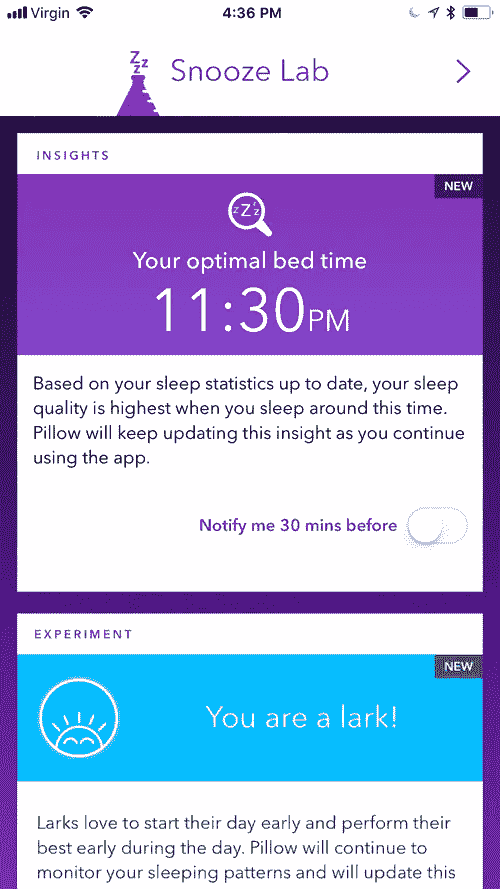 Virgin 4:36 PM
Zzzz
Snooze Lab
INSIGHTS
NEW
zZz
Your optimal bed time
11:30PM
Based on your sleep statistics up to date, your sleep
quality is highest when you sleep around this time.
Pillow will keep updating this insight as you continue
using the app.
Notify me 30 mins before
EXPERIMENT
NEW
You are a lark!
Larks love to start their day early and perform their
best early during the day. Pillow will continue to
monitor your sleeping patterns and will update this